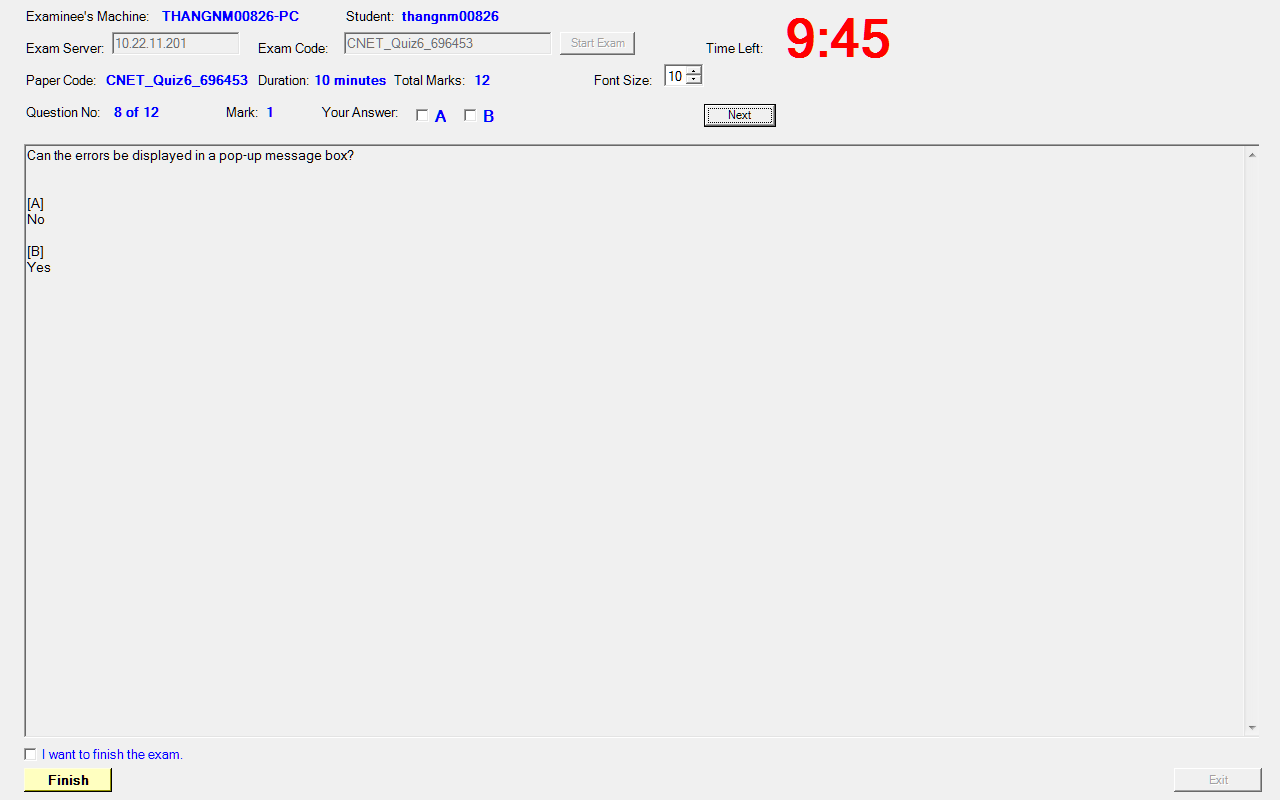 Examinee's Machine: THANGNM00826-PC Student: thangnm00826
Exam Server: 10.22.11.201 Exam Code: CNET_Quiz6_696453 Start Exam Time Left: 9:45
Paper Code: CNET_Quiz6_696453 Duration: 10 minutes Total Marks: 12 Font Size: 10
Question No: 8 of 12 Mark: 1 Your Answer: A B Next
Can the errors be displayed in a pop-up message box?
[A]
No
[B]
Yes
I want to finish the exam.
Finish Exit